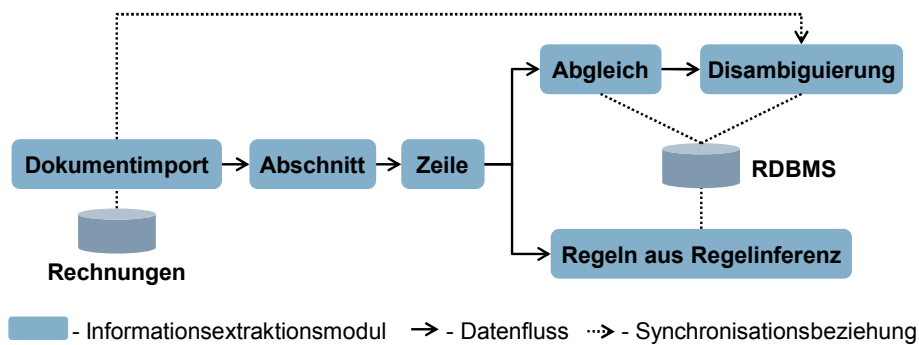 Abgleich
Disambiguierung
Dokumentimport
Abschnitt
Zeile
RDBMS
Rechnungen
Regeln aus Regelinferenz
- Informationsextraktionsmodul
- Datenfluss
- Synchronisationsbeziehung